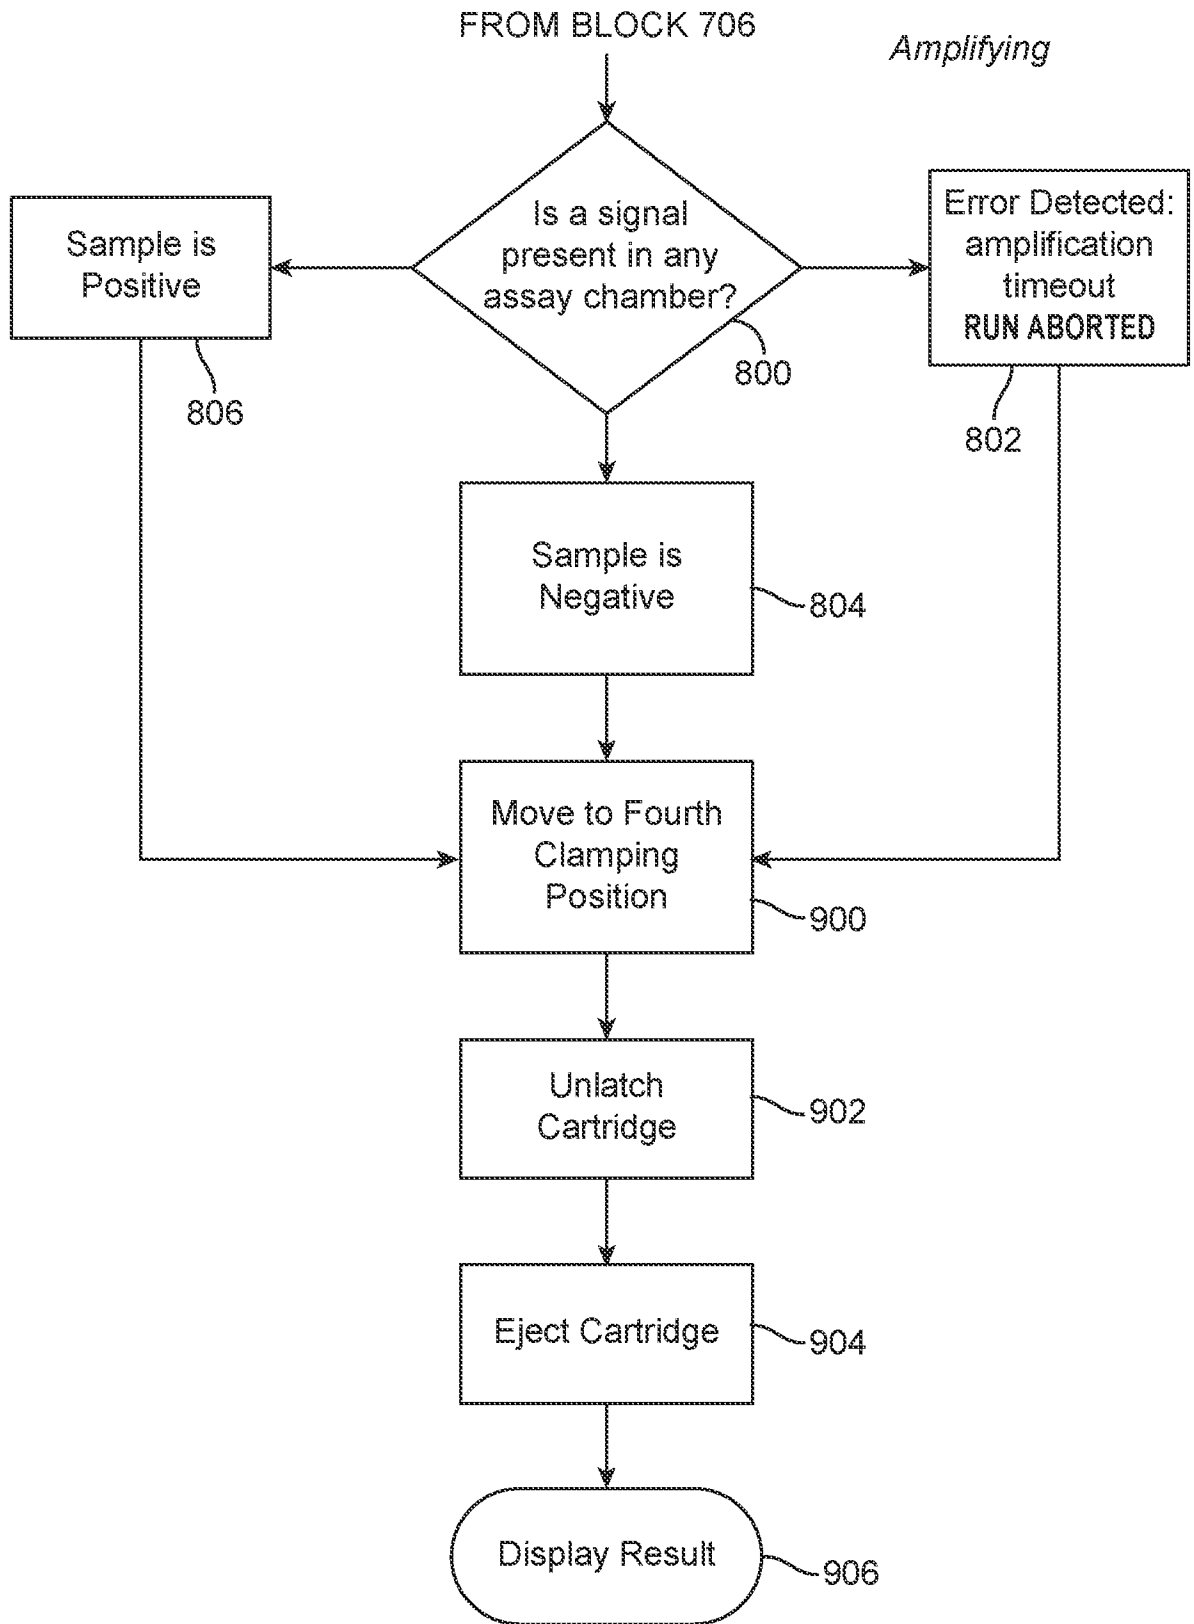 FROM BLOCK 706
Amplifying
Is a signal
present in any
assay chamber?
800
Sample is
Positive
806
Error Detected:
amplification
timeout
RUN ABORTED
802
Sample is
Negative
804
Move to Fourth
Clamping
Position
900
Unlatch
Cartridge
902
Eject Cartridge
904
Display Result
906